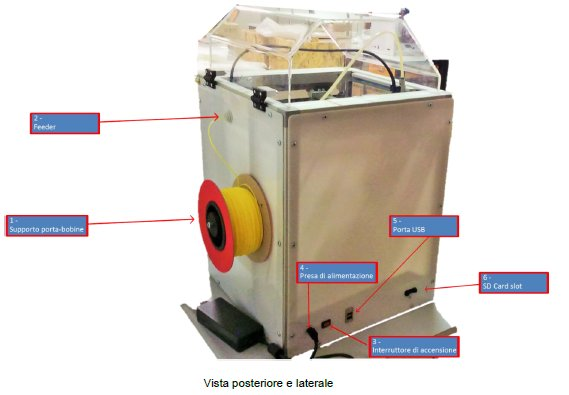 2 -
Feeder
1 -
Supporto porta-bobine
5 -
Porta USB
4 -
Presa di alimentazione
6 -
SD Card slot
3 -
Interruttore di accensione
Vista posteriore e laterale